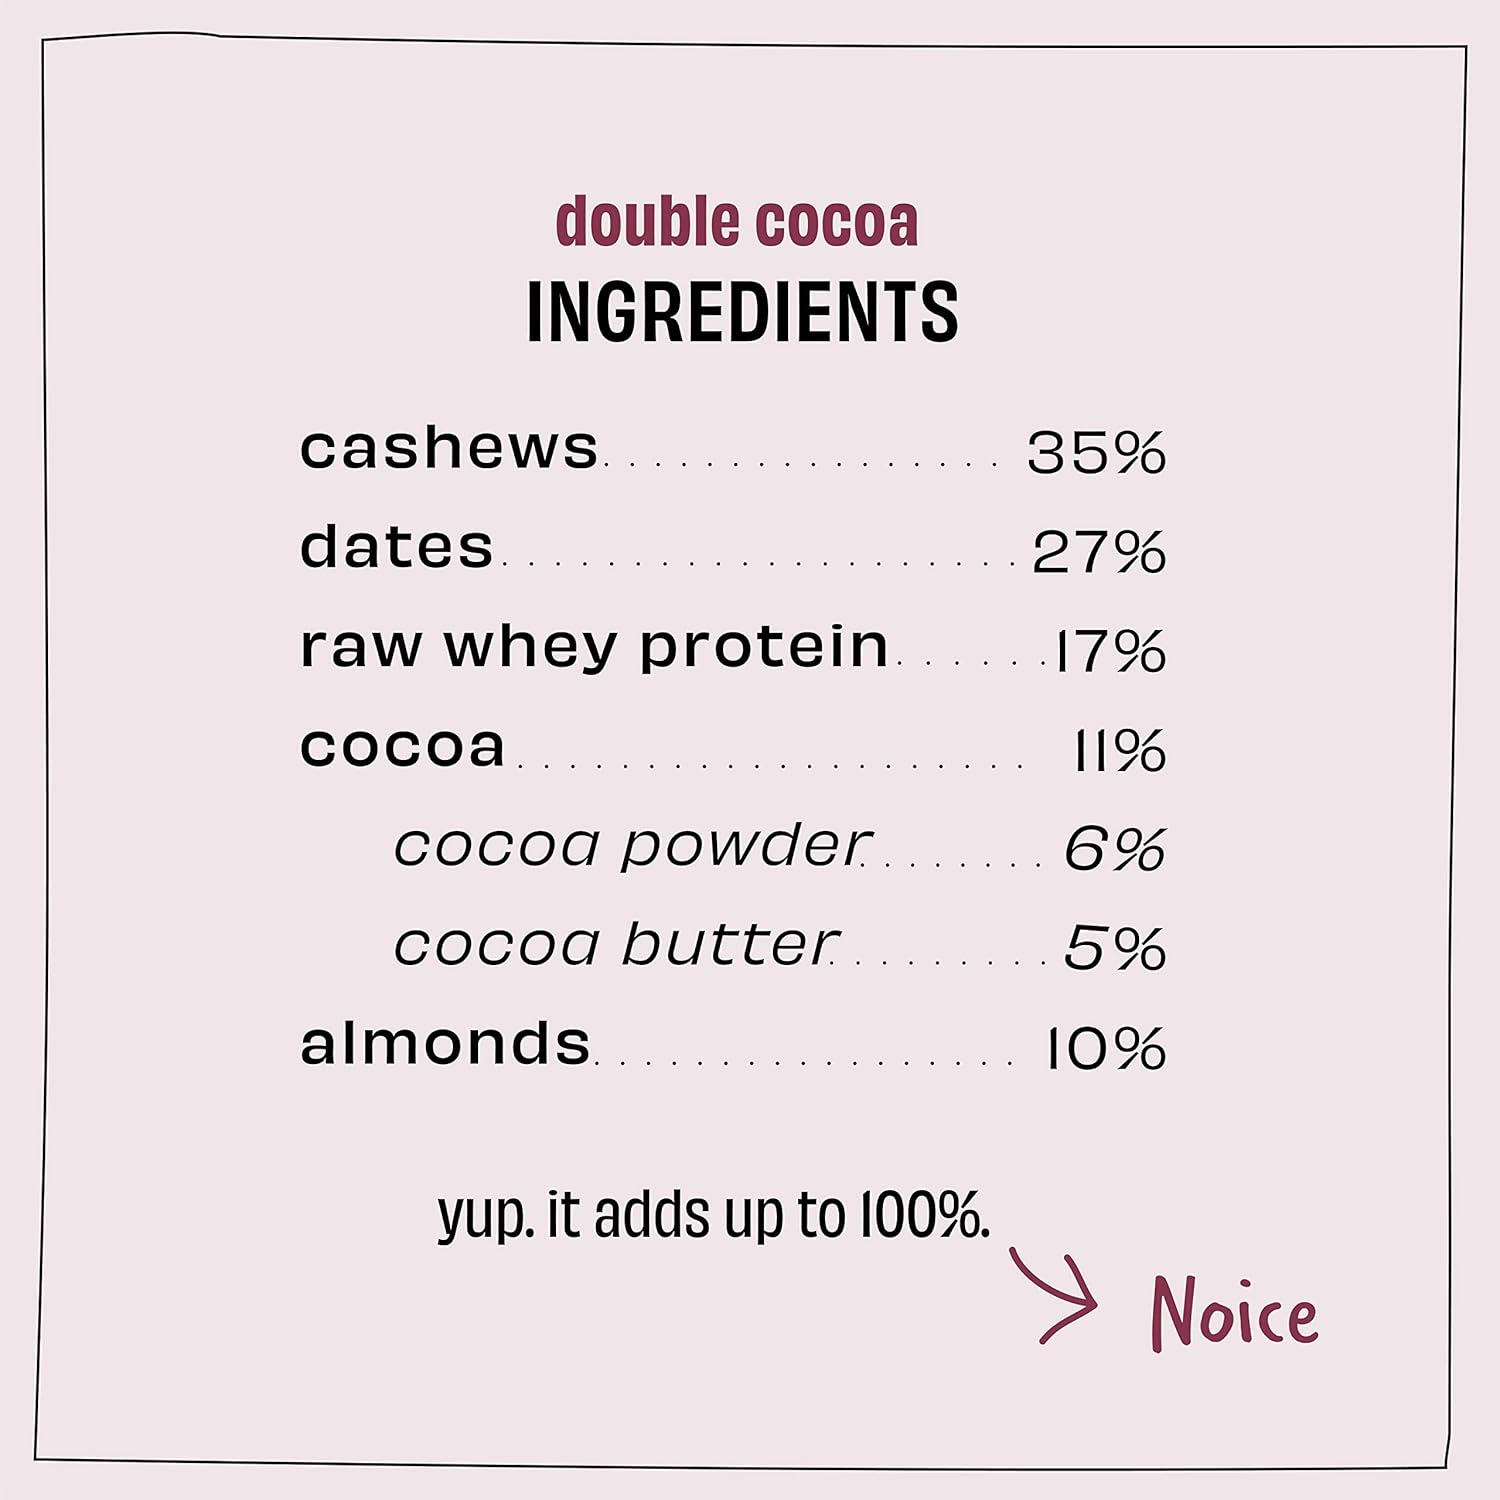 double cocoa
INGREDIENTS
cashews. . . . . . . . . . . . . . . . 35%
dates. . . . . . . . . . . . . . . . . . . . . 27%
raw whey protein. . . . . . . 17%
cocoa. . . . . . . . . . . . . . . . . . . . 11%
cocoa powder. . . . . . . . 6%
cocoa butter. . . . . . . . . 5%
almonds. . . . . . . . . . . . . . . . . 10%
yup. it adds up to 100%.
Noice